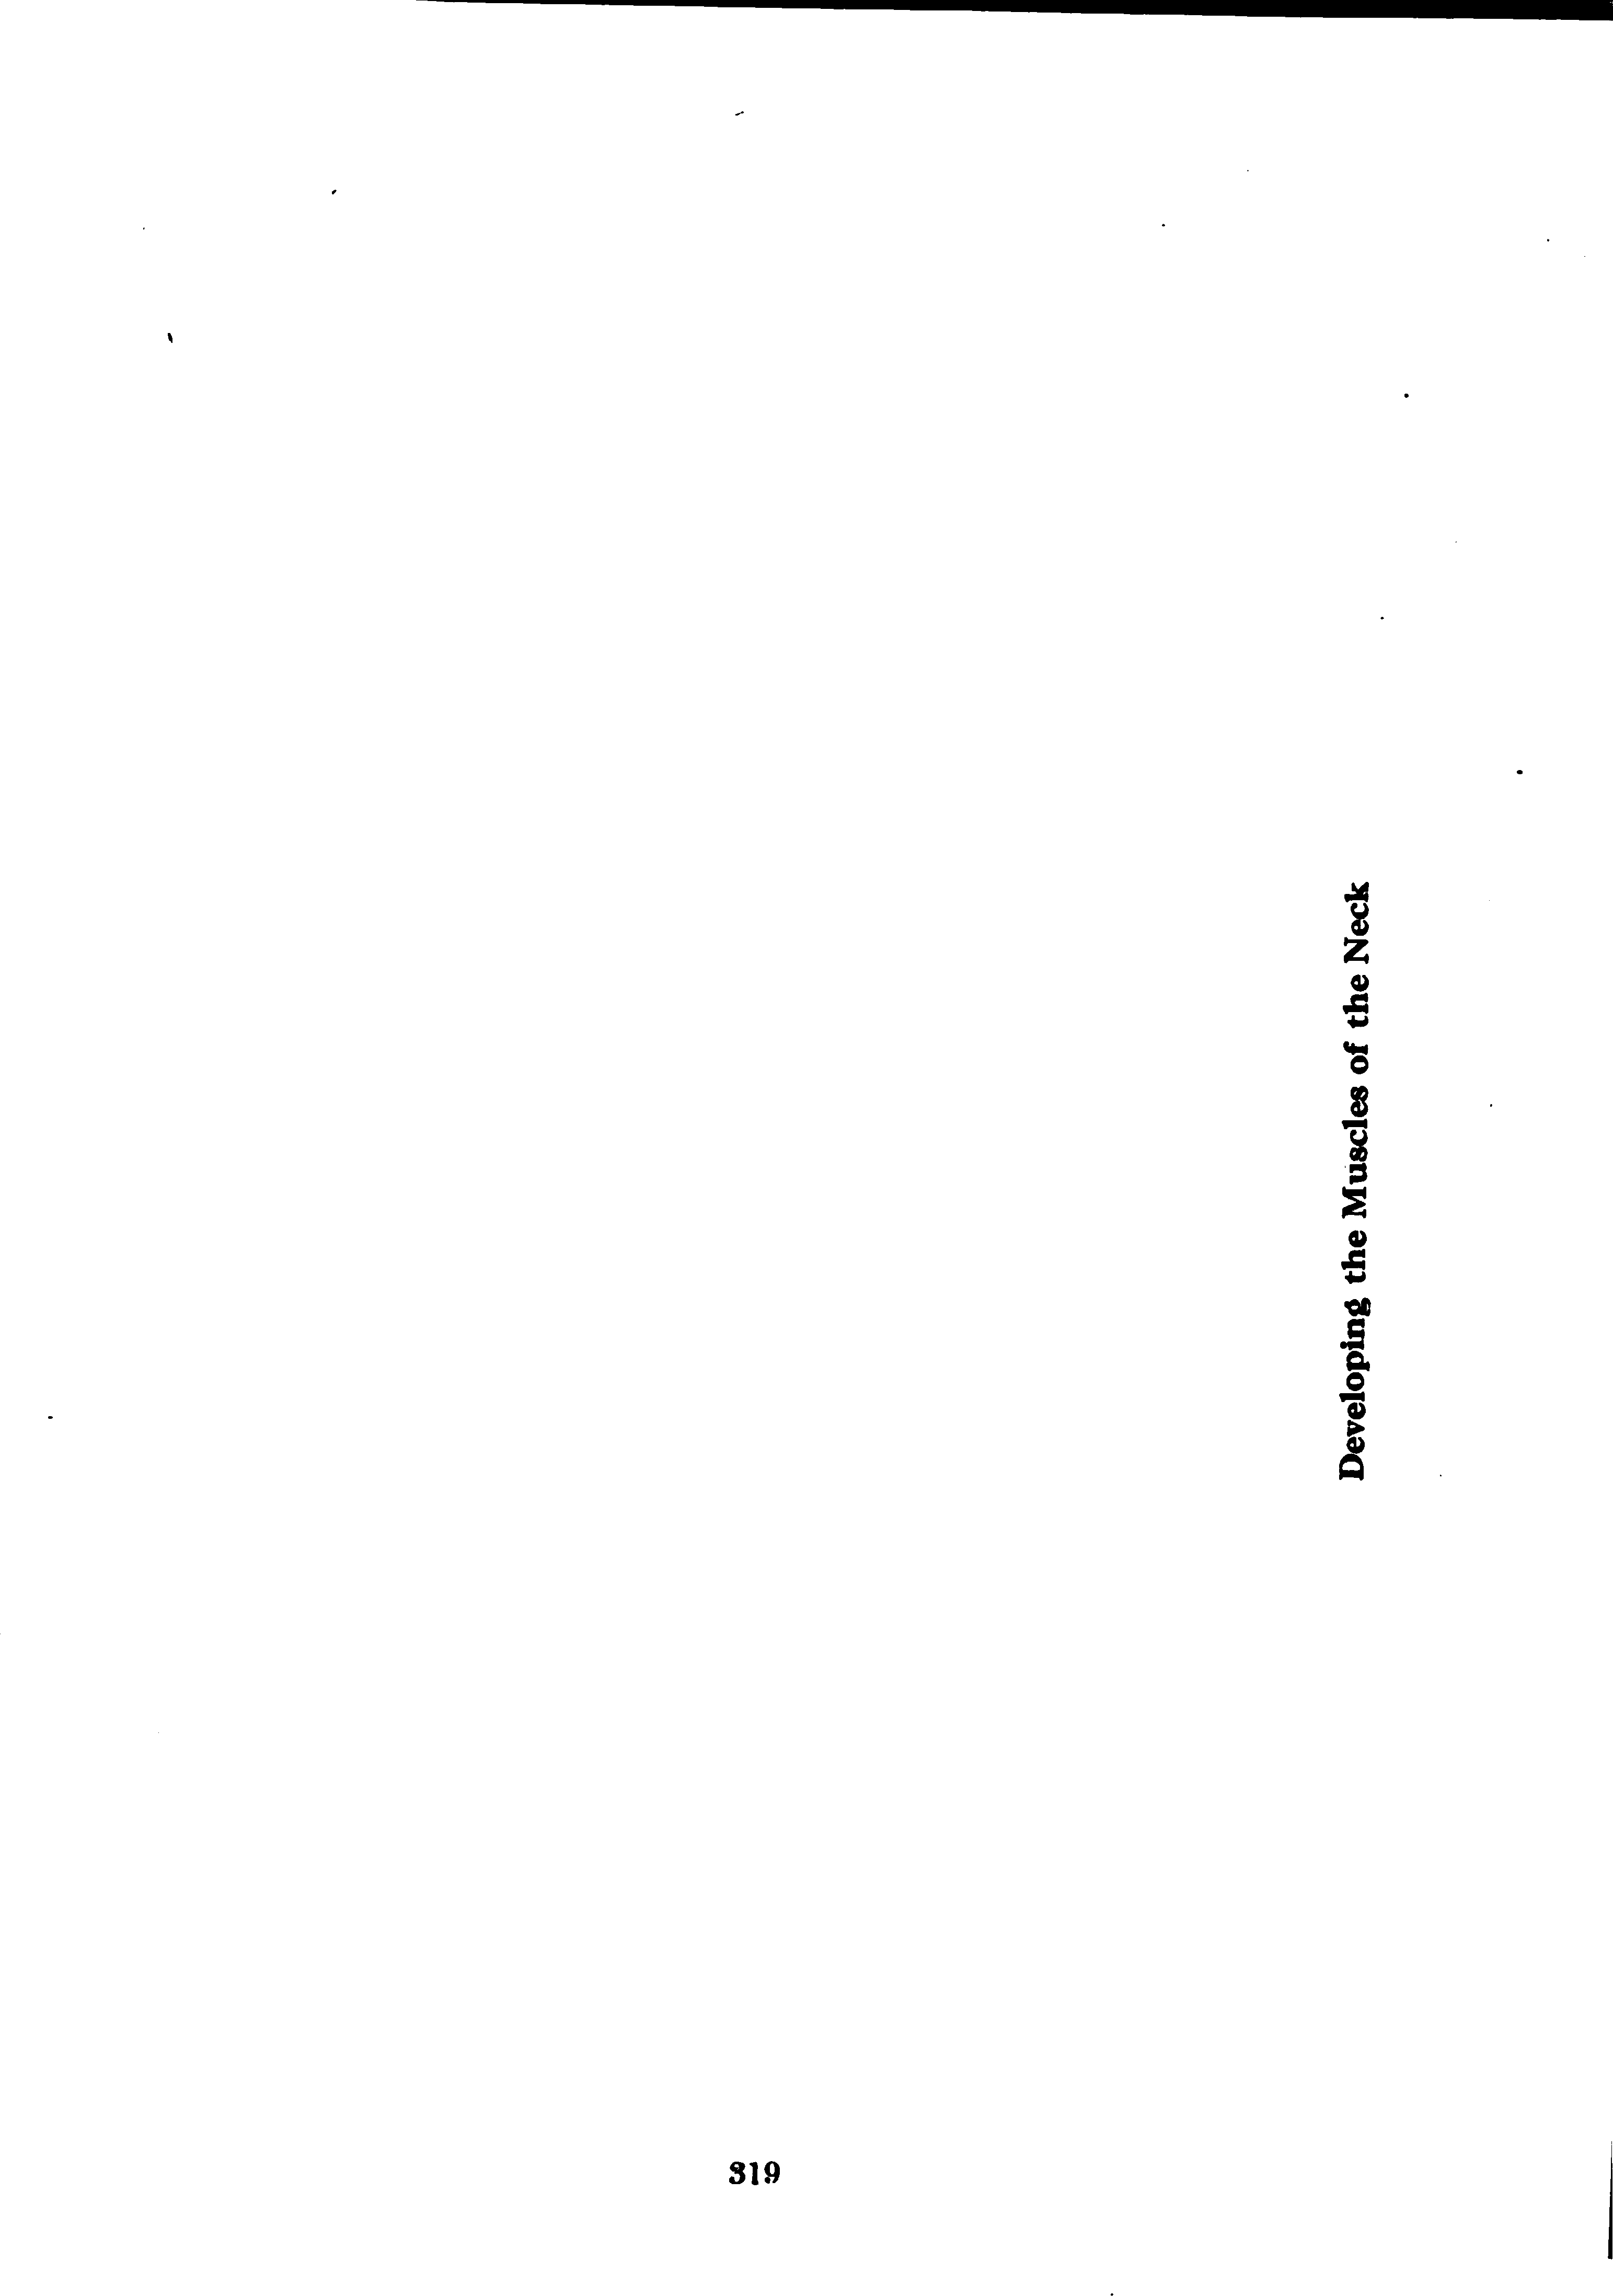 Developing the Muscles of the Neck
319